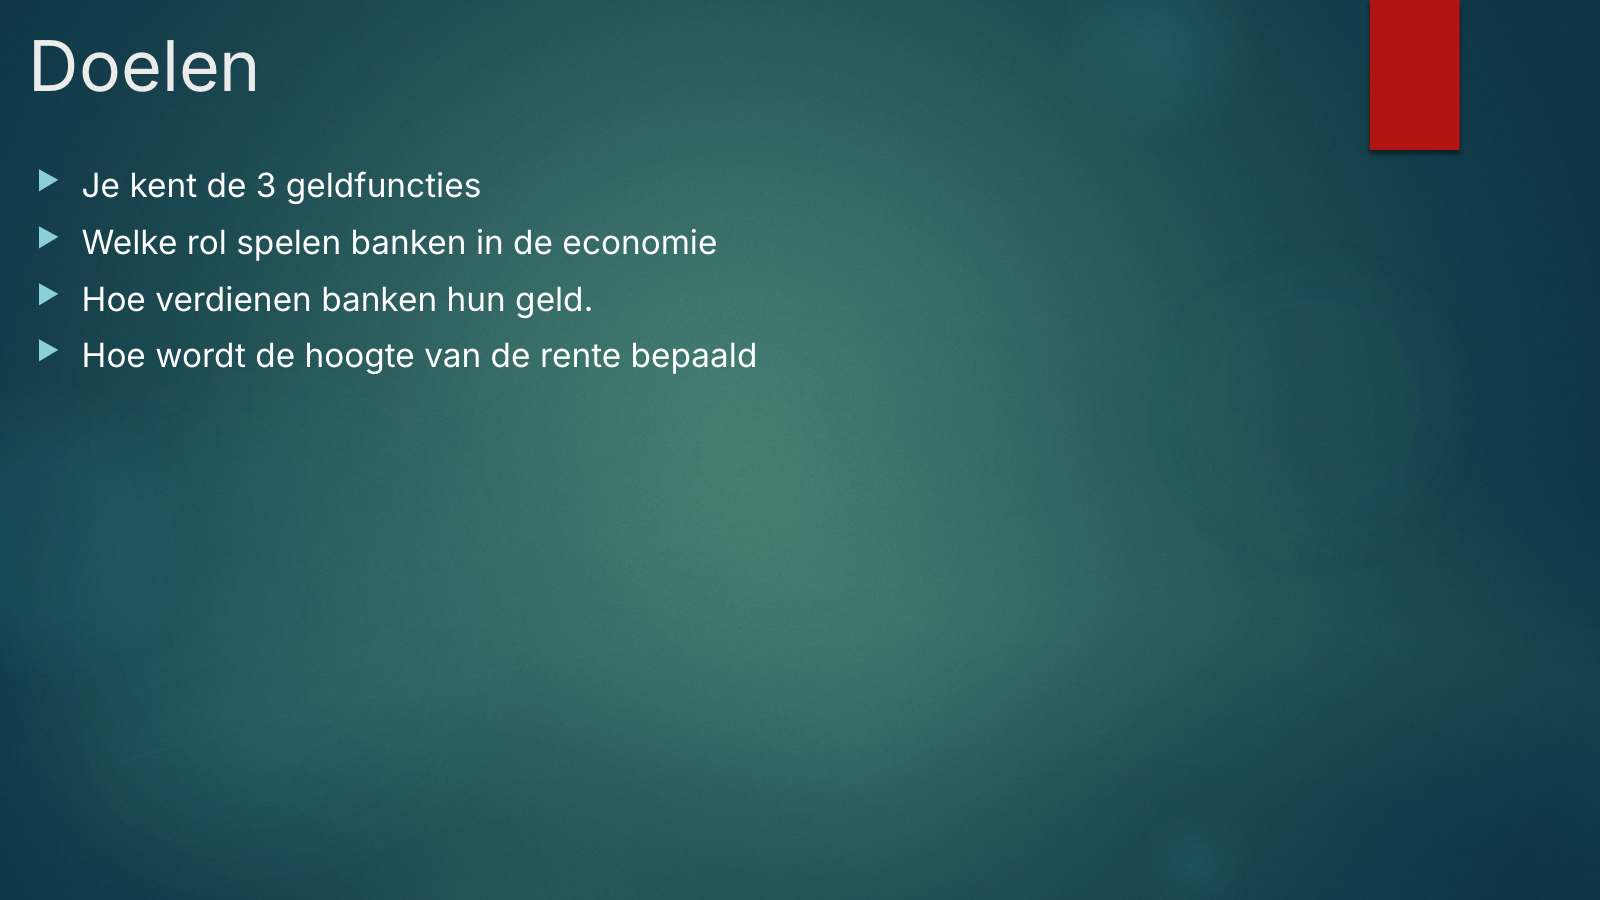 Doelen
Je kent de 3 geldfuncties
Welke rol spelen banken in de economie
Hoe verdienen banken hun geld.
Hoe wordt de hoogte van de rente bepaald